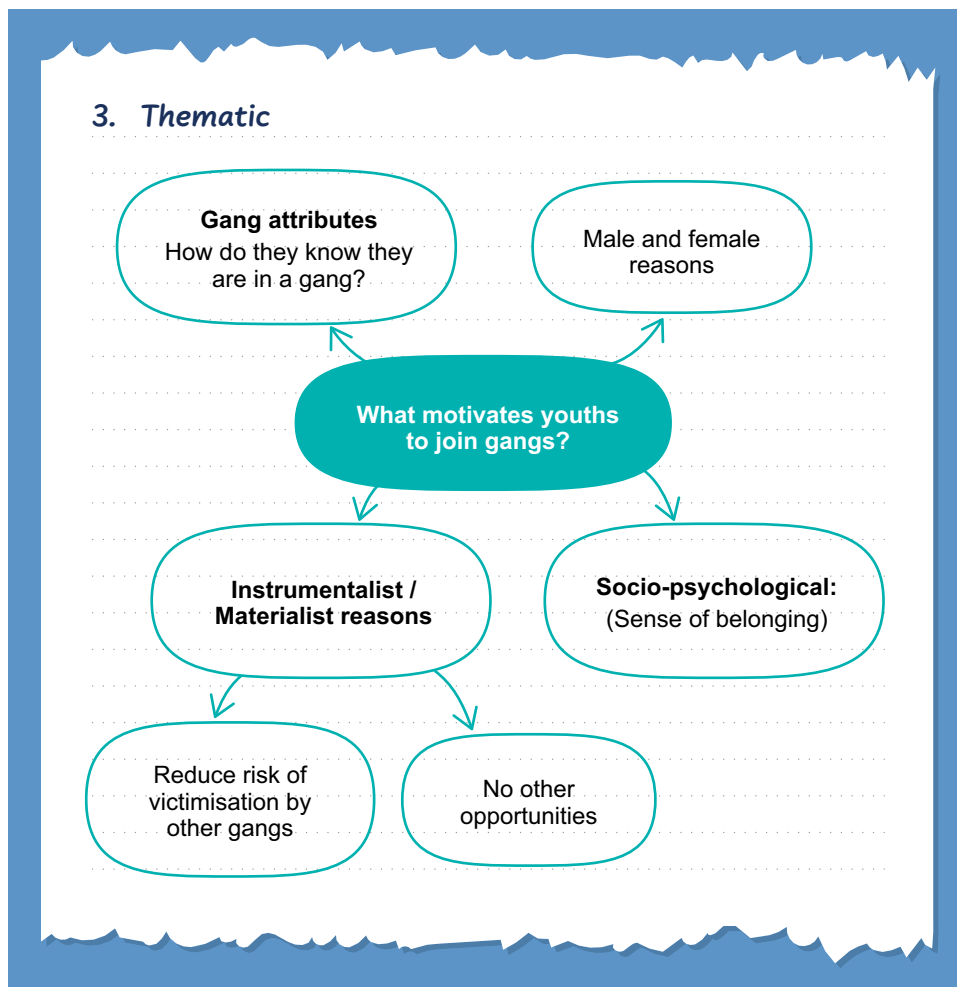 3. Thematic
Gang attributes
How do they know they
are in a gang?
Male and female
reasons
What motivates youths
to join gangs?
Instrumentalist /
Materialist reasons
Socio-psychological:
(Sense of belonging)
Reduce risk of
victimisation by
other gangs
No other
opportunities